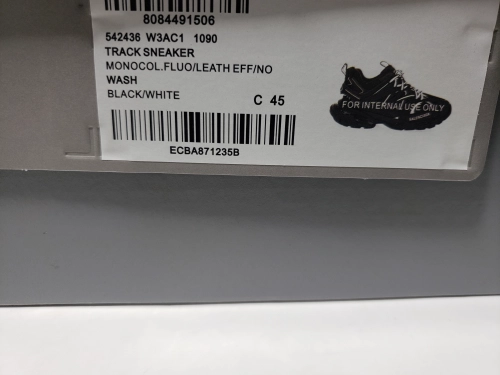 8084491506
542436 W3AC1 1090
TRACK SNEAKER
MONOCOL.FLUO/LEATH EFF/NO
WASH
BLACK/WHITE
C 45
FOR INTERNAL USE ONLY
BALENCIAGA
ECBA871235B